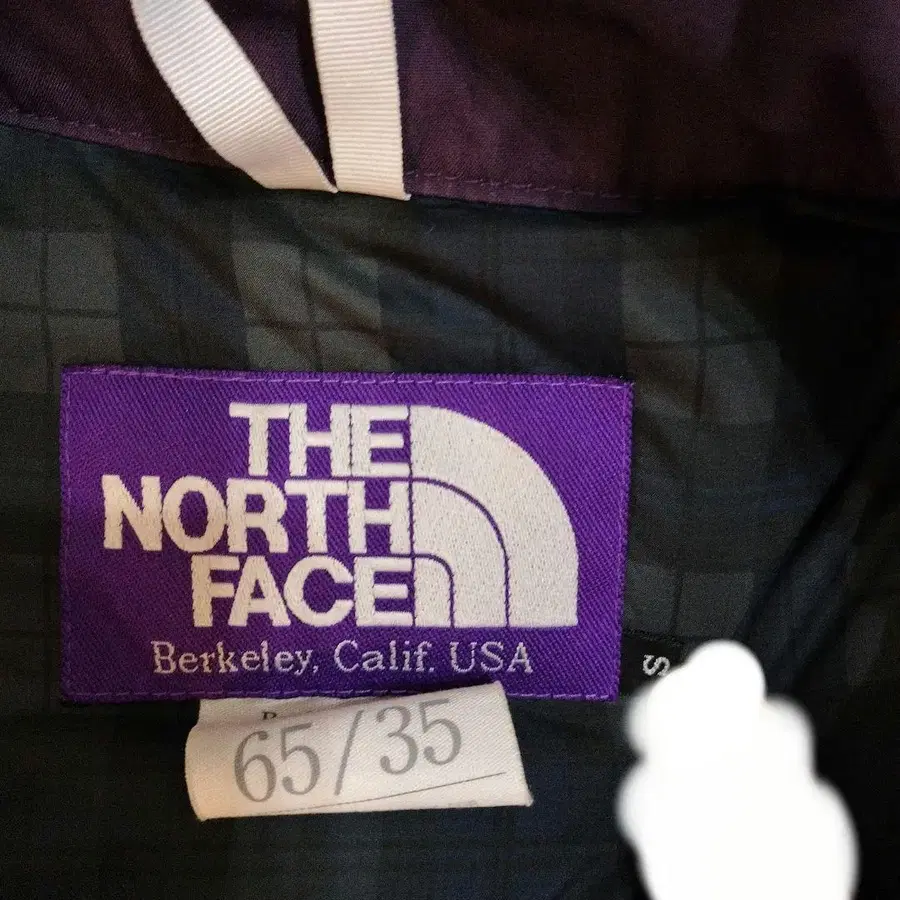 THE
NORTH
FACE
Berkeley, Calif. USA
S
65/35